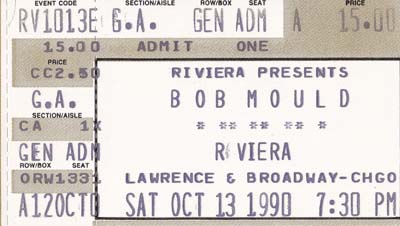 EVENT CODE SECTION/AISLE ROW/BOX SEAT PRICE
RV1013E G.A. GEN ADM A 15.00
15.00 ADMIT ONE
PRICE
CC2.50 RIVIERA PRESENTS
G.A. BOB MOULD
SECTION/AISLE
CA 1X ***** **
GEN ADM R VIERA
ROW/BOX SEAT
ORW1331 LAWRENCE & BROADWAY-CHGO
A12OCT0 SAT OCT 13 1990 7:30 PM